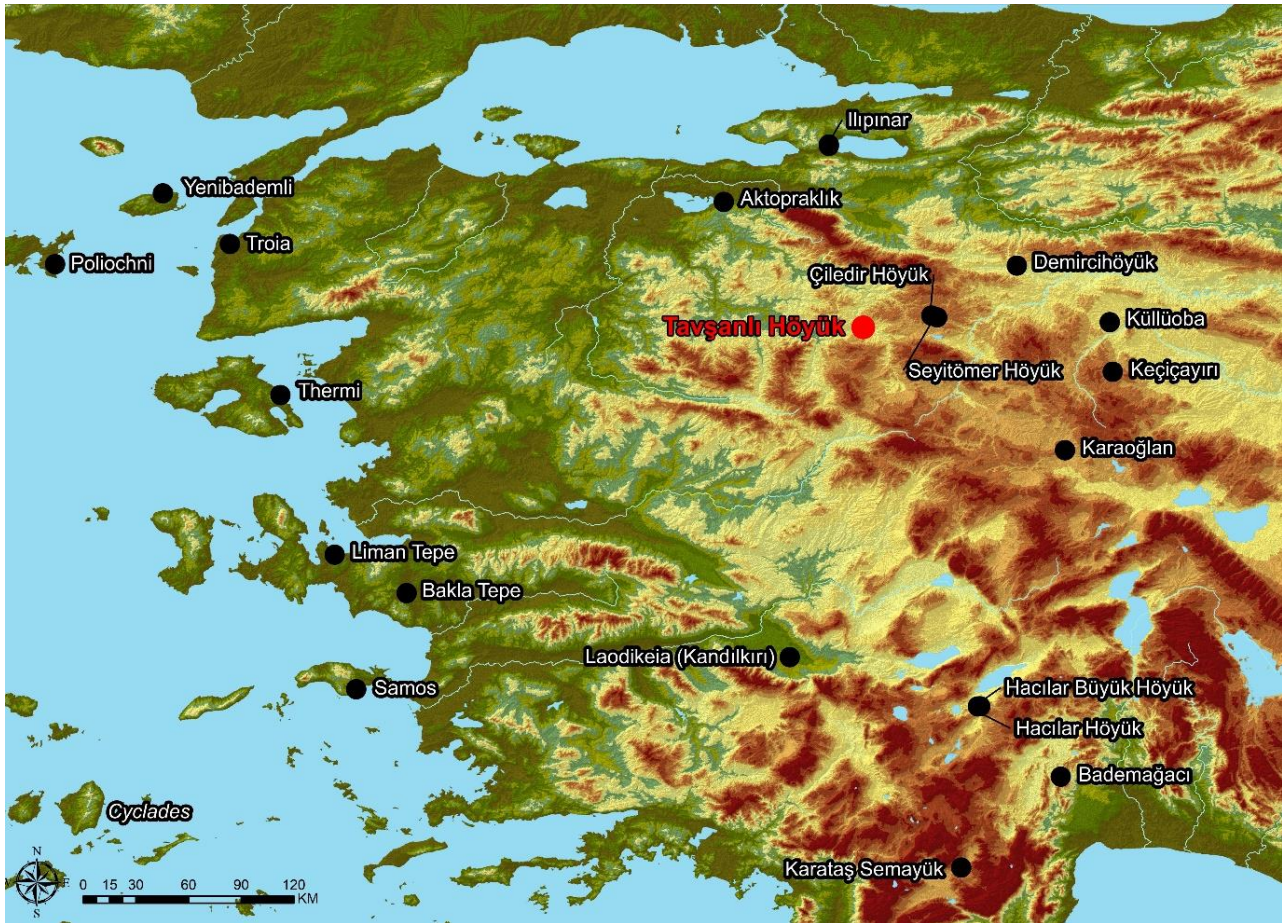 Ilıpınar
Yenibademli
Aktopraklık
Troia
Poliochni
Demircihöyük
Çiledir Höyük
Tavşanlı Höyük
Küllüoba
Seyitömer Höyük
Keçiçayırı
Thermi
Karaoğlan
Liman Tepe
Bakla Tepe
Laodikeia (Kandılkırı)
Samos
Hacılar Büyük Höyük
Hacılar Höyük
Bademağacı
Cyclades
Karataş Semayük
N
E
S
0 15 30 60 90 120
KM